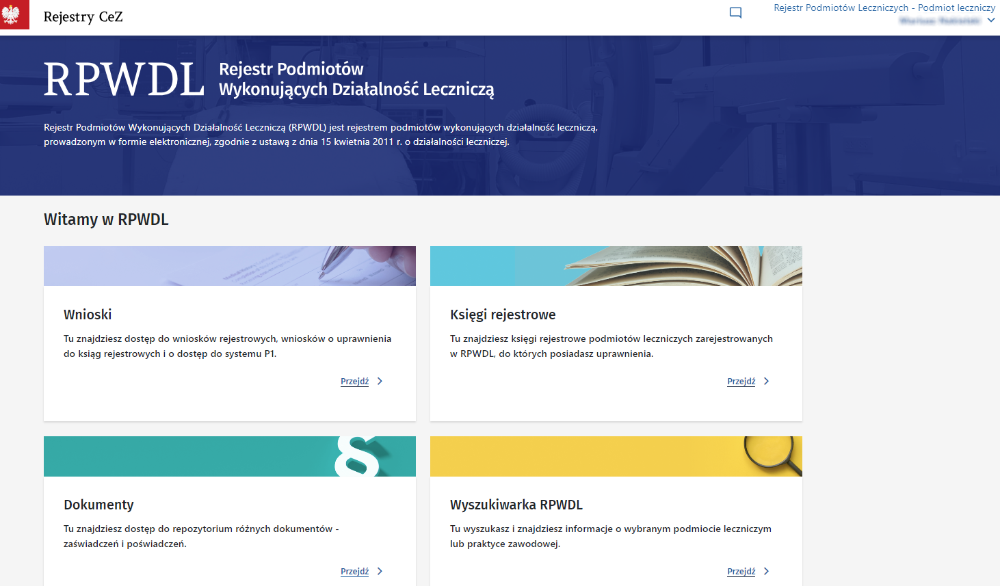 Rejestry CeZ
Rejestr Podmiotów Leczniczych - Podmiot leczniczy
RPWDL
Rejestr Podmiotów
Wykonujących Działalność Leczniczą
Rejestr Podmiotów Wykonujących Działalność Leczniczą (RPWDL) jest rejestrem podmiotów wykonujących działalność leczniczą,
prowadzonym w formie elektronicznej, zgodnie z ustawą z dnia 15 kwietnia 2011 r. o działalności leczniczej.
Witamy w RPWDL
Wnioski
Tu znajdziesz dostęp do wniosków rejestrowych, wniosków o uprawnienia
do ksiąg rejestrowych i o dostęp do systemu P1.
Przejdź
Księgi rejestrowe
Tu znajdziesz księgi rejestrowe podmiotów leczniczych zarejestrowanych
w RPWDL, do których posiadasz uprawnienia.
Przejdź
Dokumenty
Tu znajdziesz dostęp do repozytorium różnych dokumentów -
zaświadczeń i poświadczeń.
Przejdź
Wyszukiwarka RPWDL
Tu wyszukasz i znajdziesz informacje o wybranym podmiocie leczniczym
lub praktyce zawodowej.
Przejdź